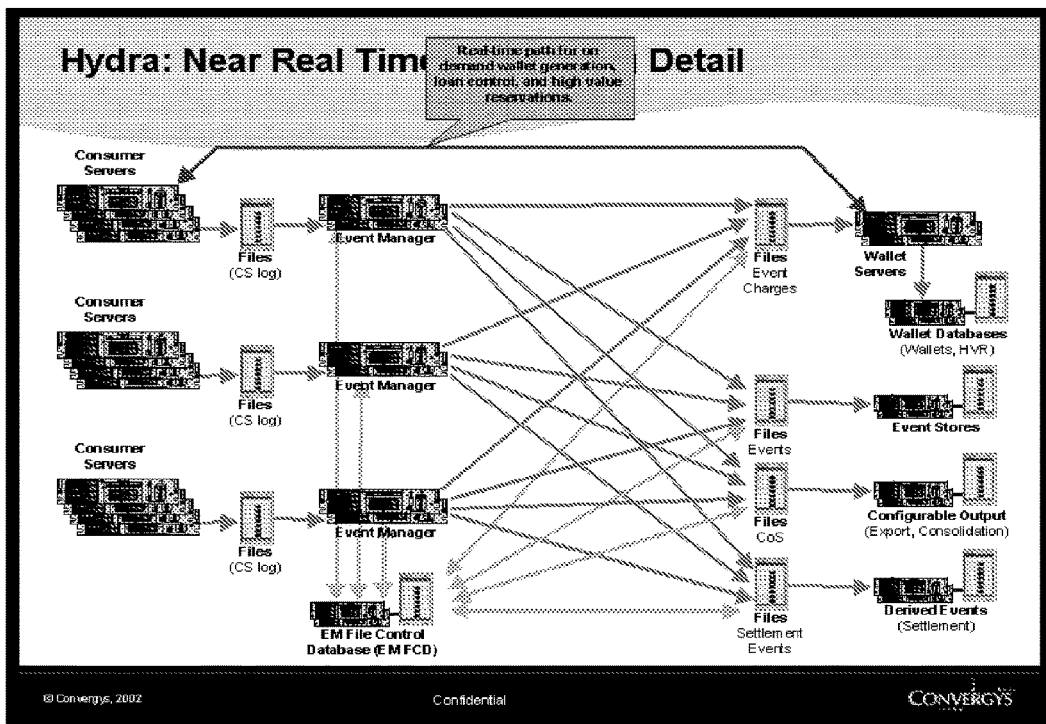 Hydra: Near Real Time Detail
Real-time path for on
demand wallet generation,
loan control, and high value
reservations.
Consumer
Servers
Files
(CS log)
Event Manager
Files
Event
Charges
Wallet
Servers
Wallet Databases
(Wallets, HVR)
Consumer
Servers
Files
(CS log)
Event Manager
Files
Events
Event Stores
Consumer
Servers
Files
(CS log)
Event Manager
Files
CoS
Configurable Output
(Export, Consolidation)
EM File Control
Database (EM FCD)
Files
Settlement
Events
Derived Events
(Settlement)
© Convergys, 2002
Confidential
CONVERGYS